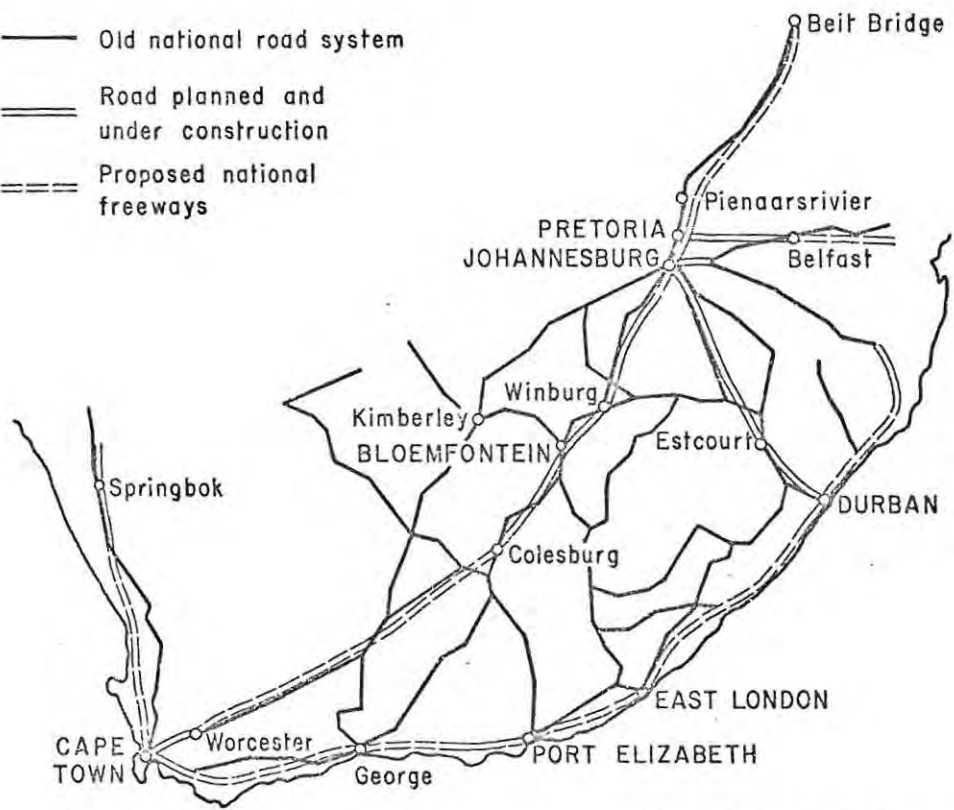 Old national road system
Road planned and
under construction
Proposed national
freeways
Beit Bridge
Pienaarsrivier
PRETORIA
JOHANNESBURG
Belfast
Winburg
Kimberley
BLOEMFONTEIN
Estcourt
Springbok
DURBAN
Colesburg
EAST LONDON
CAPE
TOWN
Worcester
George
PORT ELIZABETH